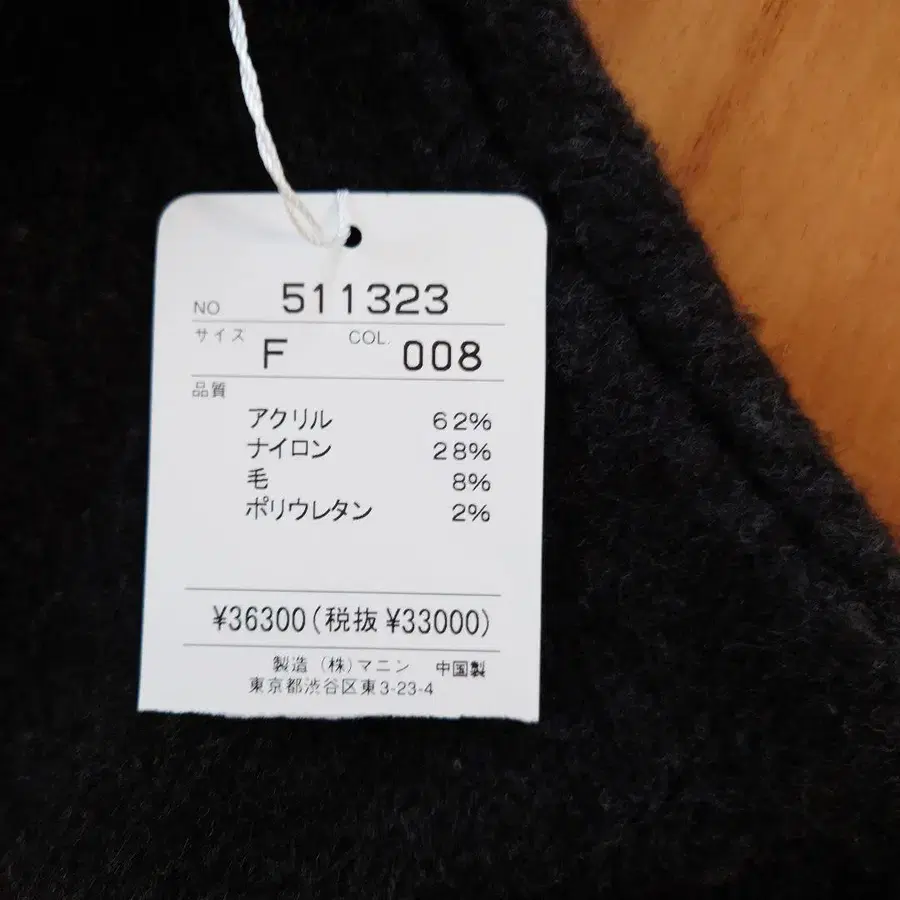 NO 511323
サイズ F COL. 008
品質
アクリル 62%
ナイロン 28%
毛 8%
ポリウレタン 2%
¥36300(税抜 ¥33000)
製造 (株)マニン 中国製
東京都渋谷区東3-23-4